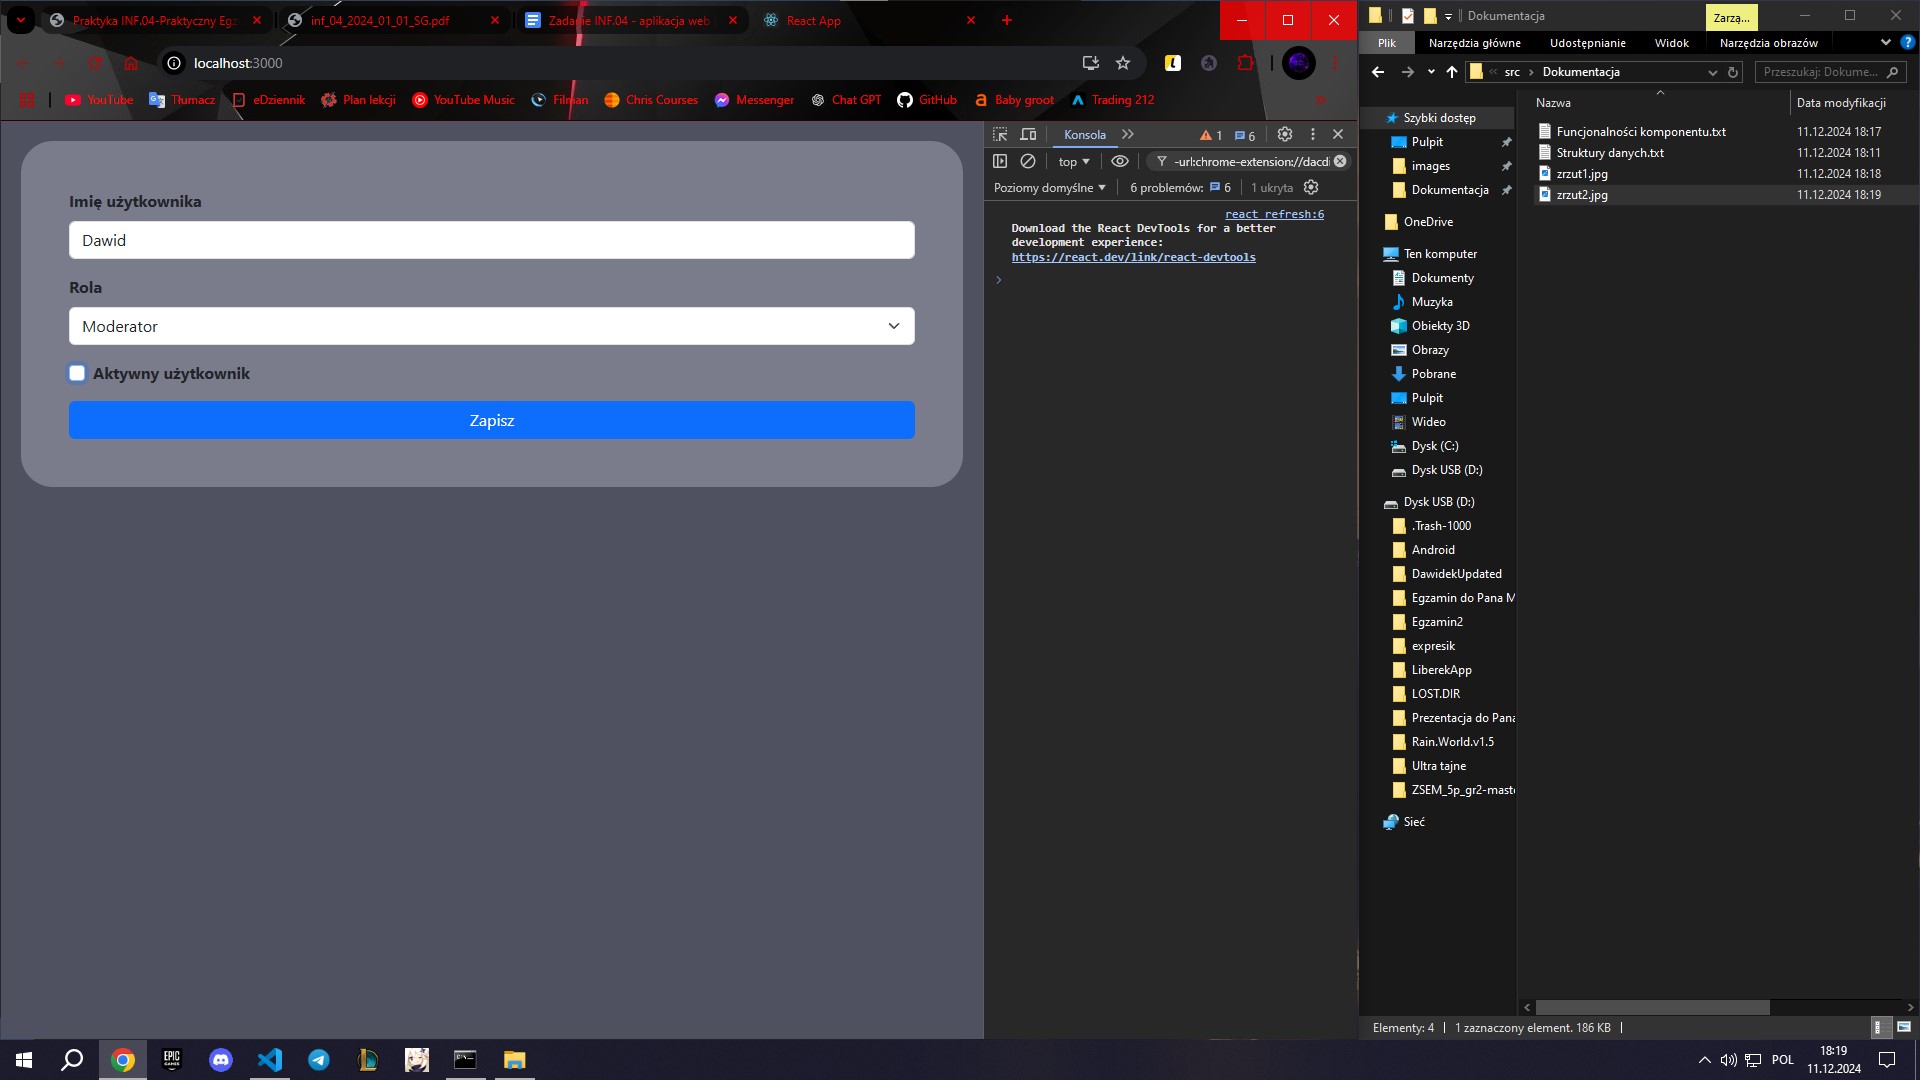 Praktyka INF.04-Praktyczny Egz
inf_04_2024_01_01_SG.pdf
Zadanie INF.04 - aplikacja web
React App
localhost:3000
YouTube
Tłumacz
eDziennik
Plan lekcji
YouTube Music
Filman
Chris Courses
Messenger
Chat GPT
GitHub
Baby groot
Trading 212
Imię użytkownika
Dawid
Rola
Moderator
Aktywny użytkownik
Zapisz
Konsola
1
6
top
-url:chrome-extension://dacdi
Poziomy domyślne
6 problemów: 6
1 ukryta
react refresh:6
Download the React DevTools for a better
development experience:
https://react.dev/link/react-devtools
Dokumentacja
Zarzą...
Plik
Narzędzia główne
Udostępnianie
Widok
Narzędzia obrazów
src
Dokumentacja
Przeszukaj: Dokume...
Nazwa
Data modyfikacji
Funcjonalności komponentu.txt
11.12.2024 18:17
Struktury danych.txt
11.12.2024 18:11
zrzut1.jpg
11.12.2024 18:18
zrzut2.jpg
11.12.2024 18:19
Szybki dostęp
Pulpit
images
Dokumentacja
OneDrive
Ten komputer
Dokumenty
Muzyka
Obiekty 3D
Obrazy
Pobrane
Pulpit
Wideo
Dysk (C:)
Dysk USB (D:)
Dysk USB (D:)
.Trash-1000
Android
DawidekUpdated
Egzamin do Pana M
Egzamin2
expresik
LiberekApp
LOST.DIR
Prezentacja do Pana
Rain.World.v1.5
Ultra tajne
ZSEM_5p_gr2-maste
Sieć
Elementy: 4
1 zaznaczony element. 186 KB
EPIC
GAMES
POL
18:19
11.12.2024